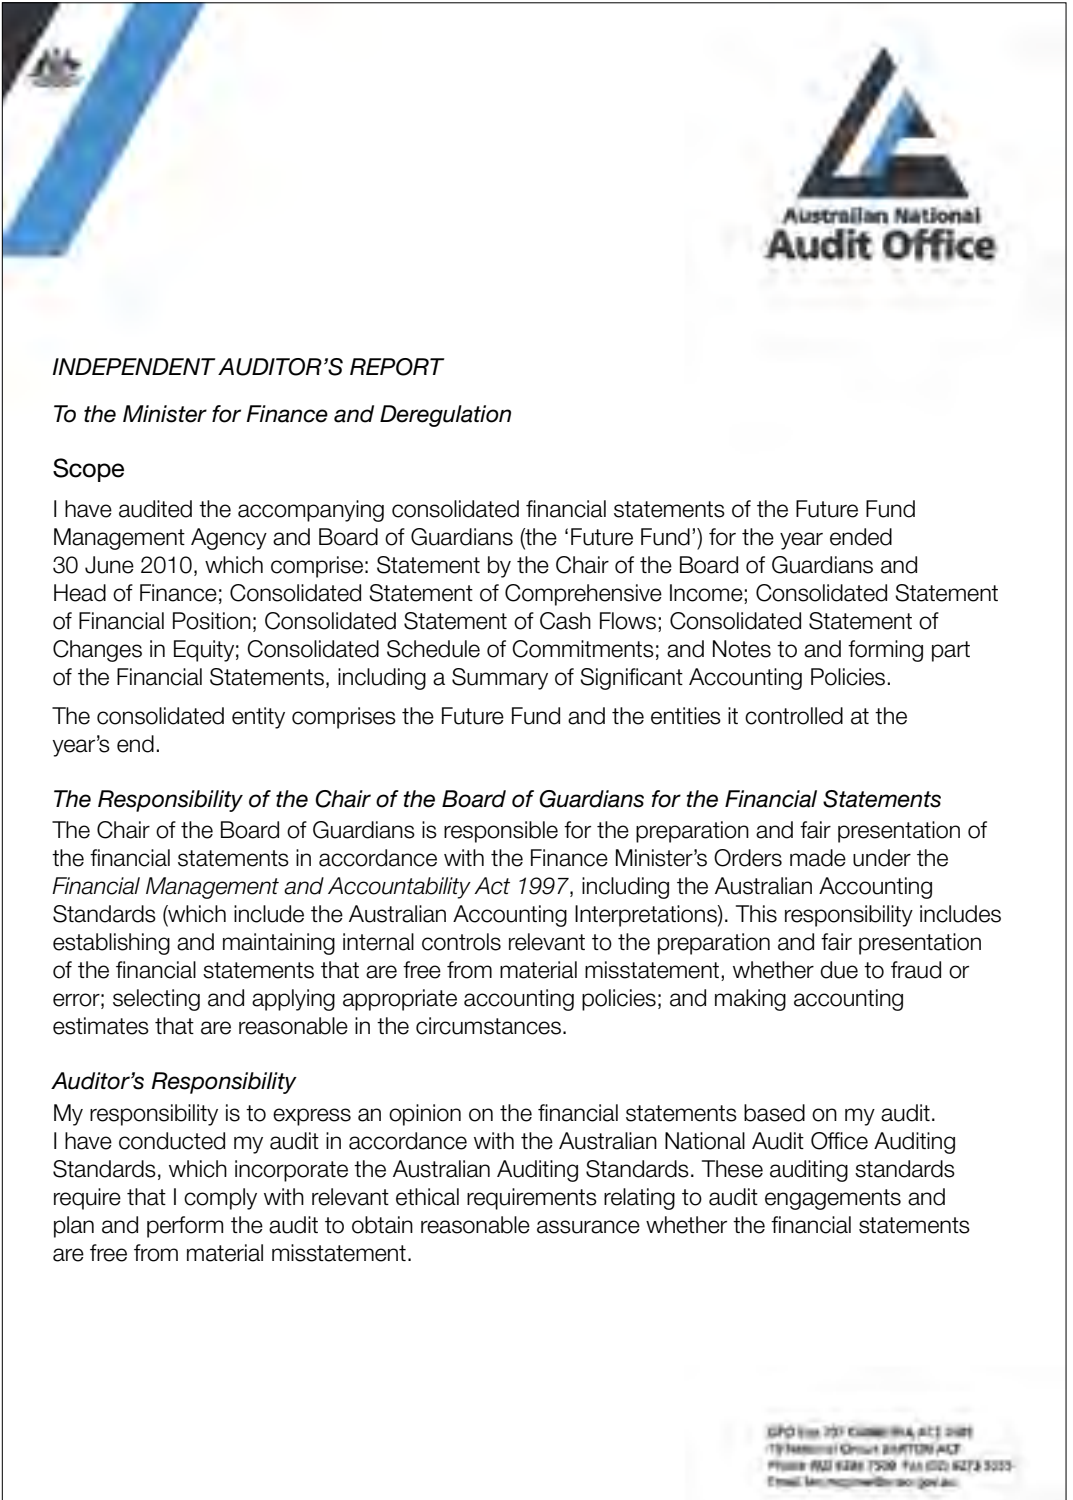 Australian National
Audit Office
INDEPENDENT AUDITOR’S REPORT
To the Minister for Finance and Deregulation
Scope
I have audited the accompanying consolidated financial statements of the Future Fund
Management Agency and Board of Guardians (the ‘Future Fund’) for the year ended
30 June 2010, which comprise: Statement by the Chair of the Board of Guardians and
Head of Finance; Consolidated Statement of Comprehensive Income; Consolidated Statement
of Financial Position; Consolidated Statement of Cash Flows; Consolidated Statement of
Changes in Equity; Consolidated Schedule of Commitments; and Notes to and forming part
of the Financial Statements, including a Summary of Significant Accounting Policies.
The consolidated entity comprises the Future Fund and the entities it controlled at the
year’s end.
The Responsibility of the Chair of the Board of Guardians for the Financial Statements
The Chair of the Board of Guardians is responsible for the preparation and fair presentation of
the financial statements in accordance with the Finance Minister’s Orders made under the
Financial Management and Accountability Act 1997, including the Australian Accounting
Standards (which include the Australian Accounting Interpretations). This responsibility includes
establishing and maintaining internal controls relevant to the preparation and fair presentation
of the financial statements that are free from material misstatement, whether due to fraud or
error; selecting and applying appropriate accounting policies; and making accounting
estimates that are reasonable in the circumstances.
Auditor’s Responsibility
My responsibility is to express an opinion on the financial statements based on my audit.
I have conducted my audit in accordance with the Australian National Audit Office Auditing
Standards, which incorporate the Australian Auditing Standards. These auditing standards
require that I comply with relevant ethical requirements relating to audit engagements and
plan and perform the audit to obtain reasonable assurance whether the financial statements
are free from material misstatement.
GPO Box 707 CANBERRA ACT
19 National Circuit BARTON ACT
Phone (02) Fax (02)
Email